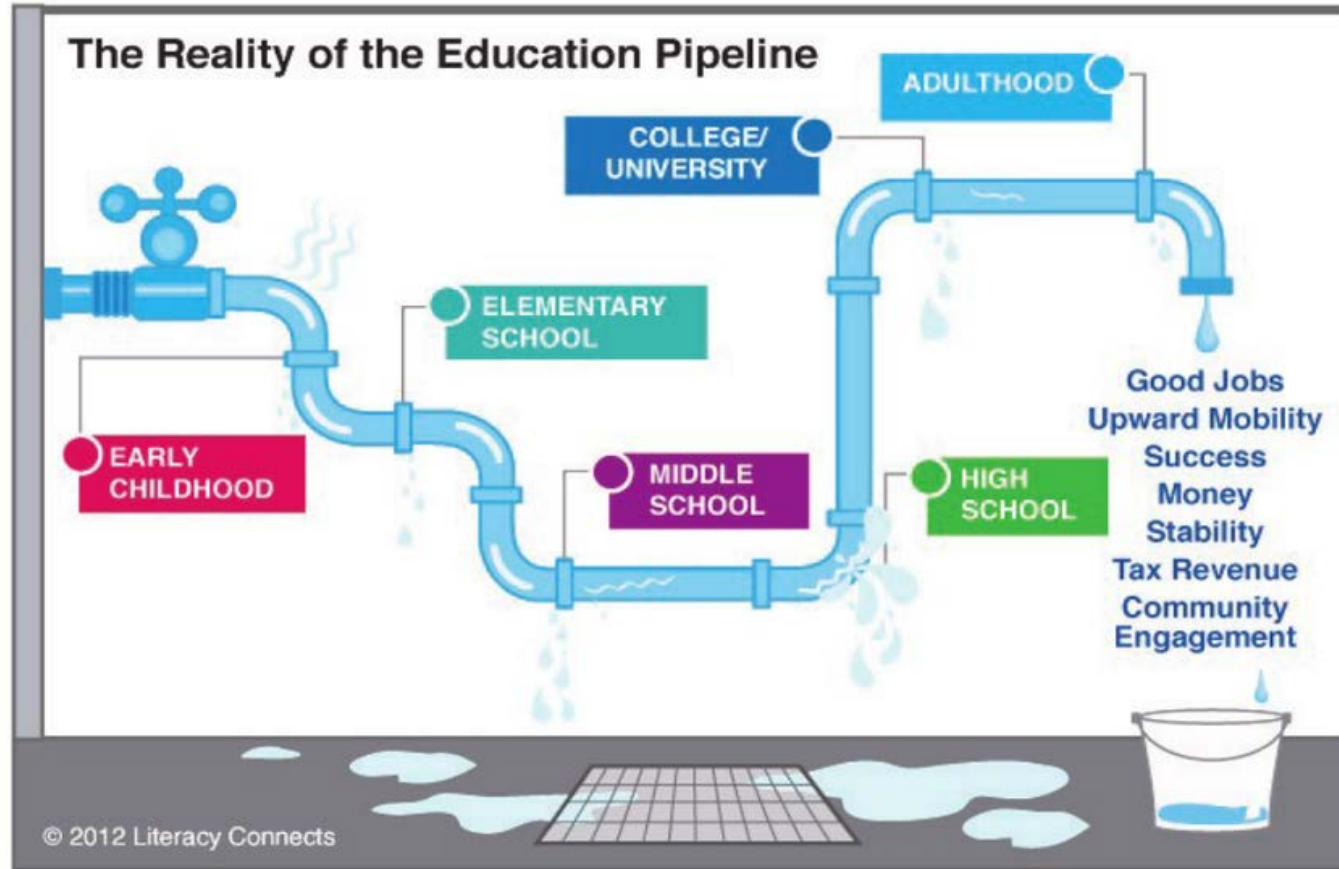 The Reality of the Education Pipeline
ADULTHOOD
COLLEGE/
UNIVERSITY
ELEMENTARY
SCHOOL
EARLY
CHILDHOOD
MIDDLE
SCHOOL
HIGH
SCHOOL
Good Jobs
Upward Mobility
Success
Money
Stability
Tax Revenue
Community
Engagement
© 2012 Literacy Connects